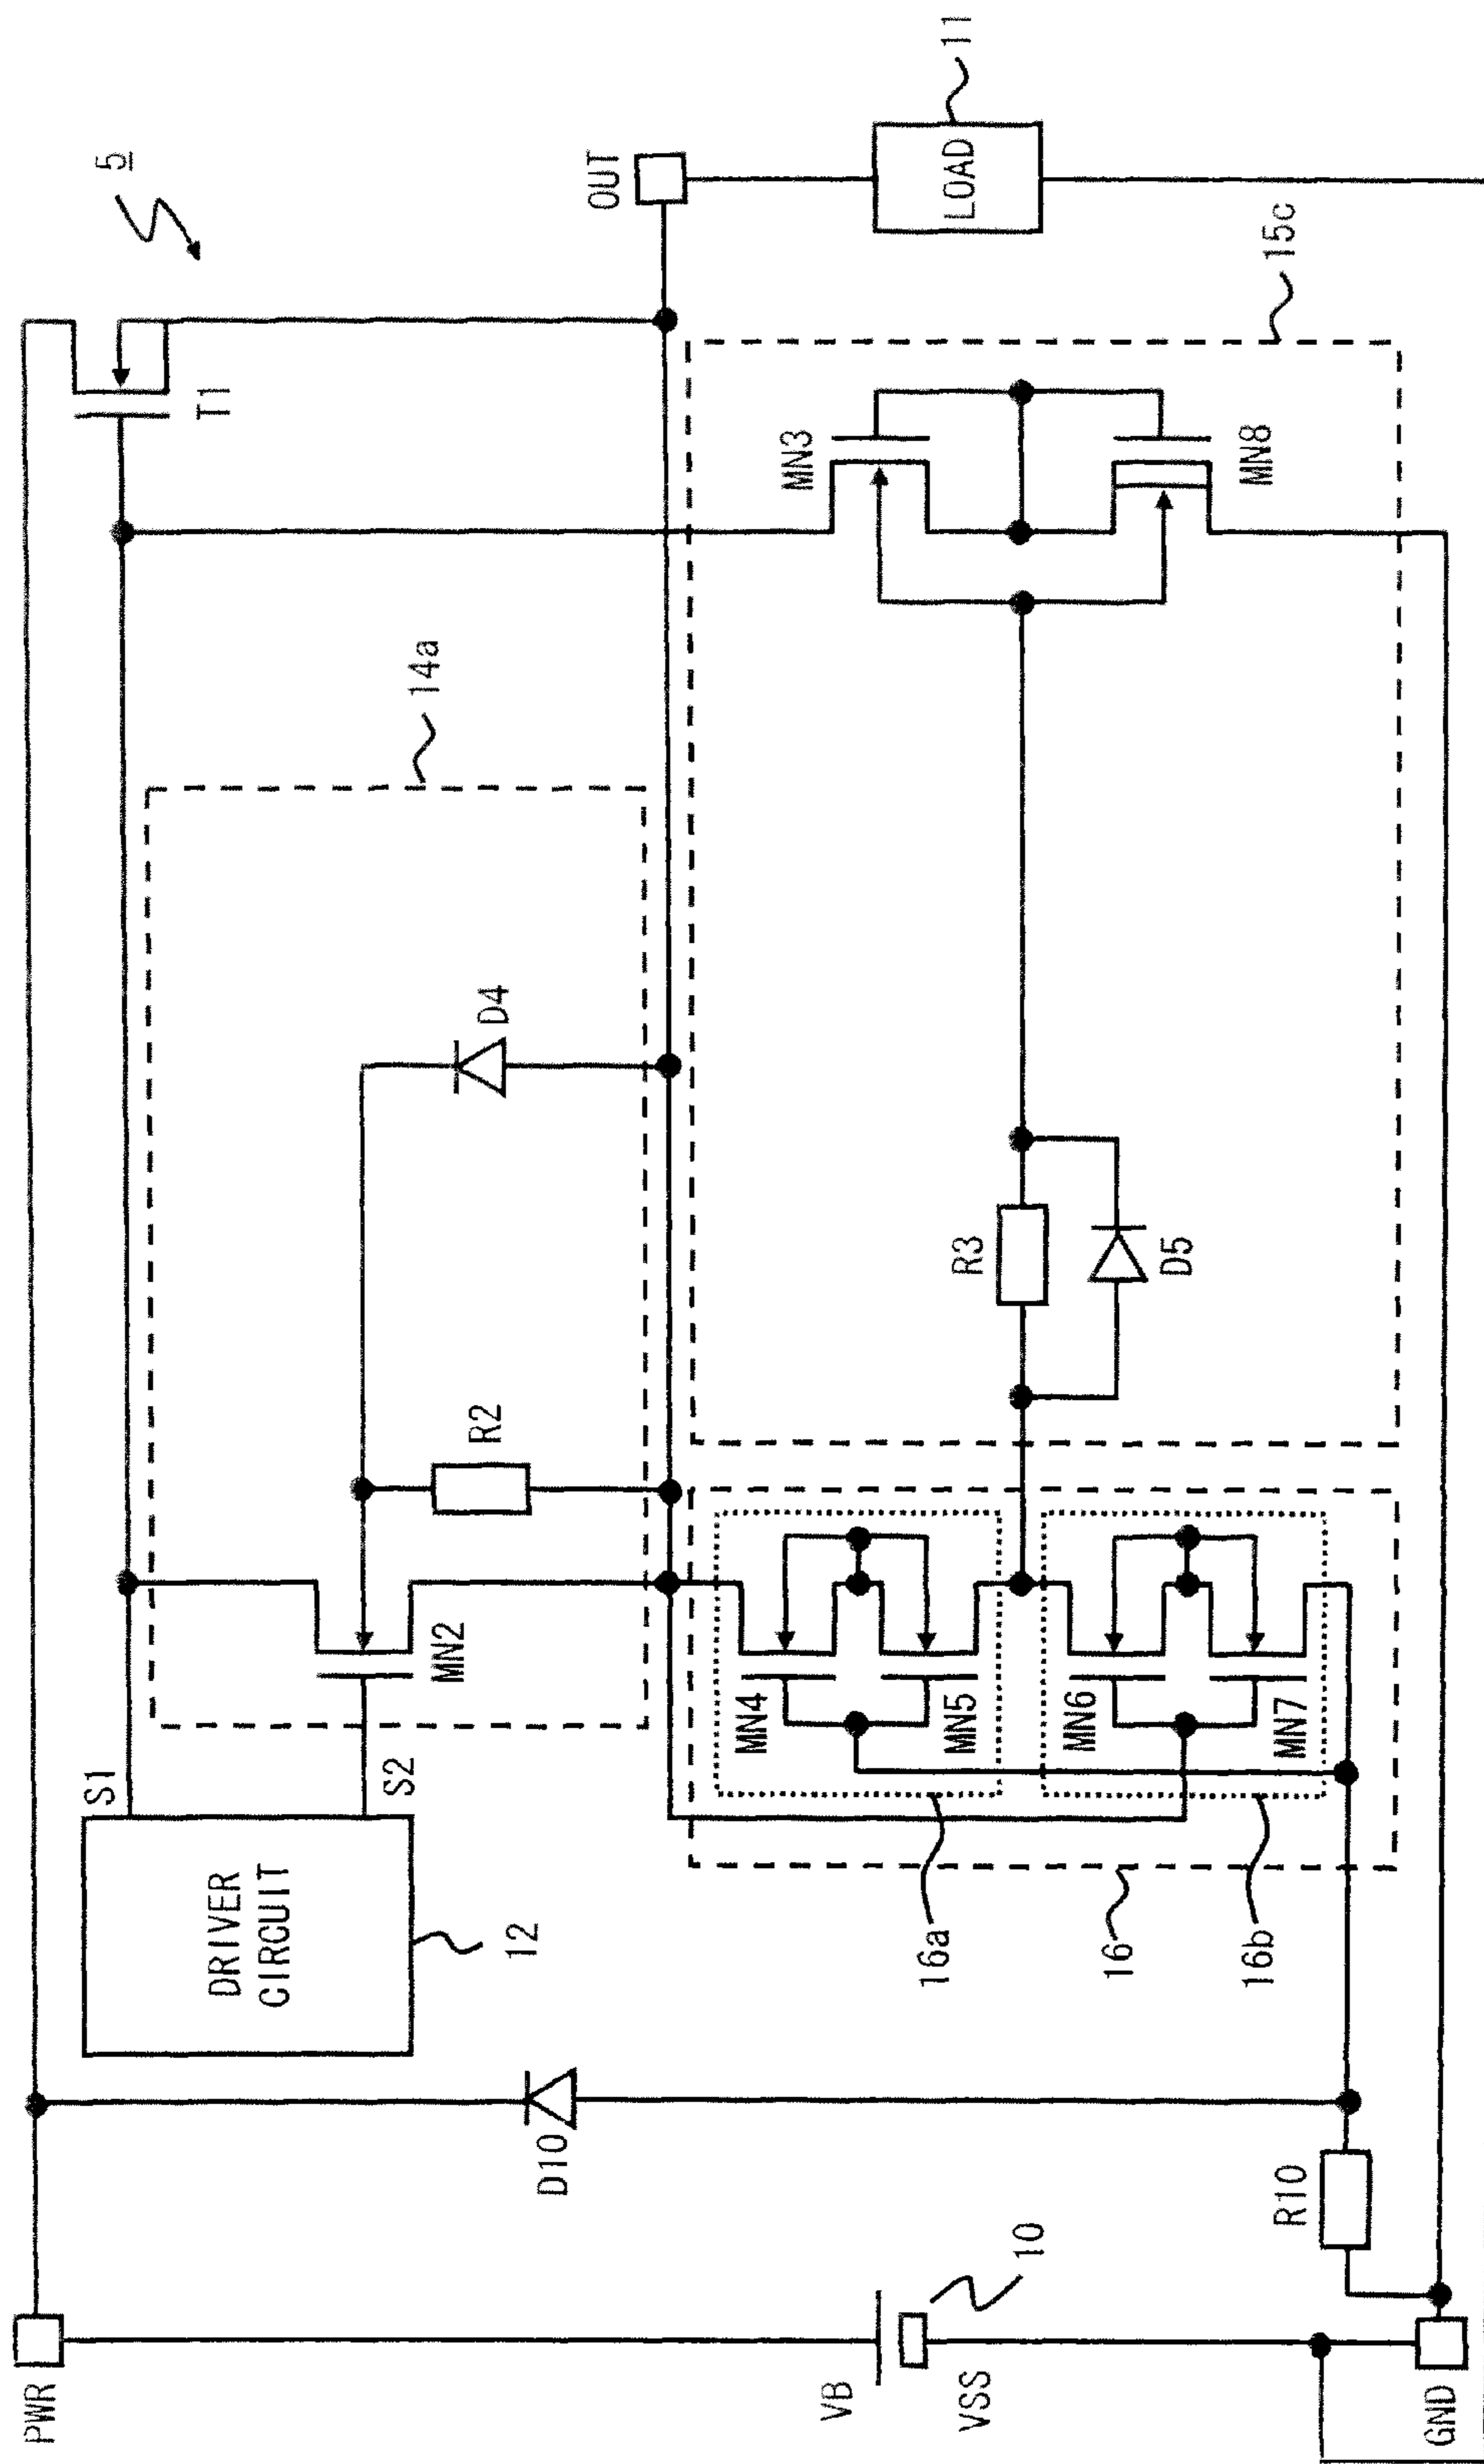 5
PWR
S1
DRIVER
CIRCUIT
12
S2
MN2
R2
D4
14a
T1
OUT
D10
VB
VSS
10
MN4
MN5
MN6
MN7
16a
16
16b
R3
D5
MN3
MN8
15c
LOAD
11
R10
GND